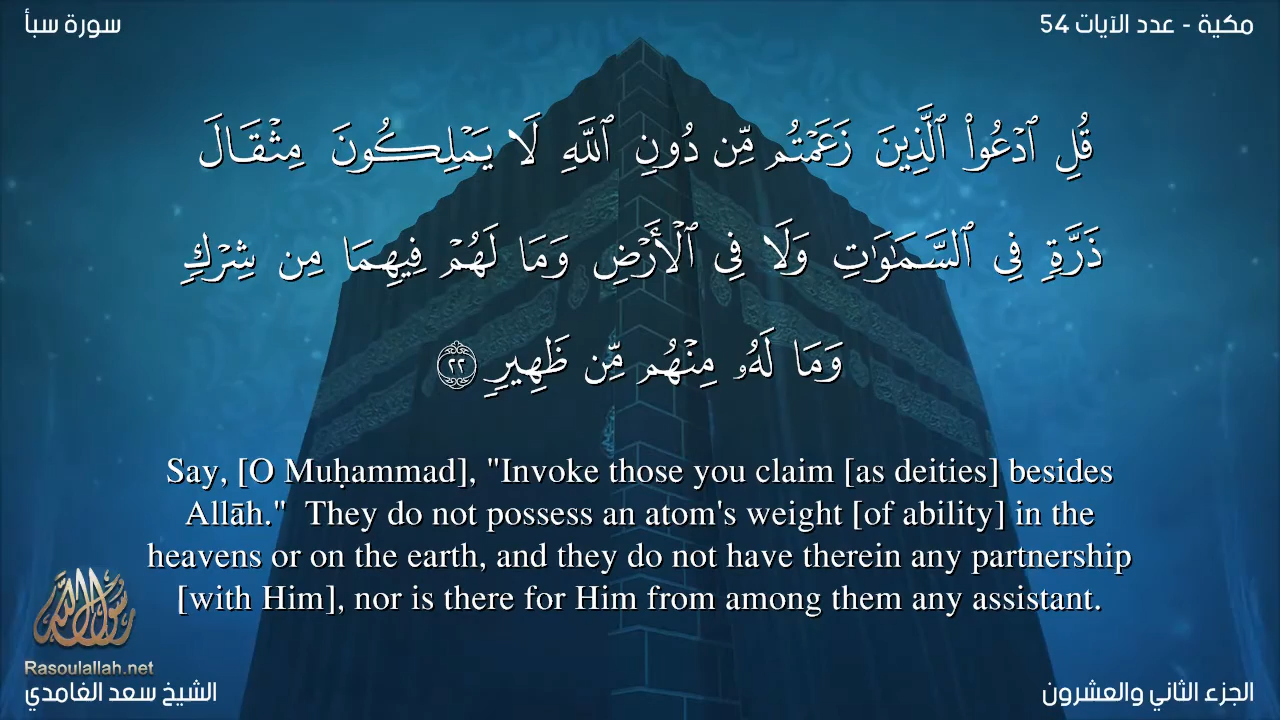 مكية - عدد الآيات 54
سورة سبأ
قُلِ ٱدْعُوا۟ ٱلَّذِينَ زَعَمْتُم مِّن دُونِ ٱللَّهِ لَا يَمْلِكُونَ مِثْقَالَ
ذَرَّةٍ فِى ٱلسَّمَٰوَٰتِ وَلَا فِى ٱلْأَرْضِ وَمَا لَهُمْ فِيهِمَا مِن شِرْكٍ
وَمَا لَهُۥ مِنْهُم مِّن ظَهِيرٍ ٢٢
Say, [O Muḥammad], "Invoke those you claim [as deities] besides
Allāh."  They do not possess an atom's weight [of ability] in the
heavens or on the earth, and they do not have therein any partnership
[with Him], nor is there for Him from among them any assistant.
رسول الله
Rasoulallah.net
الجزء الثاني والعشرون
الشيخ سعد الغامدي